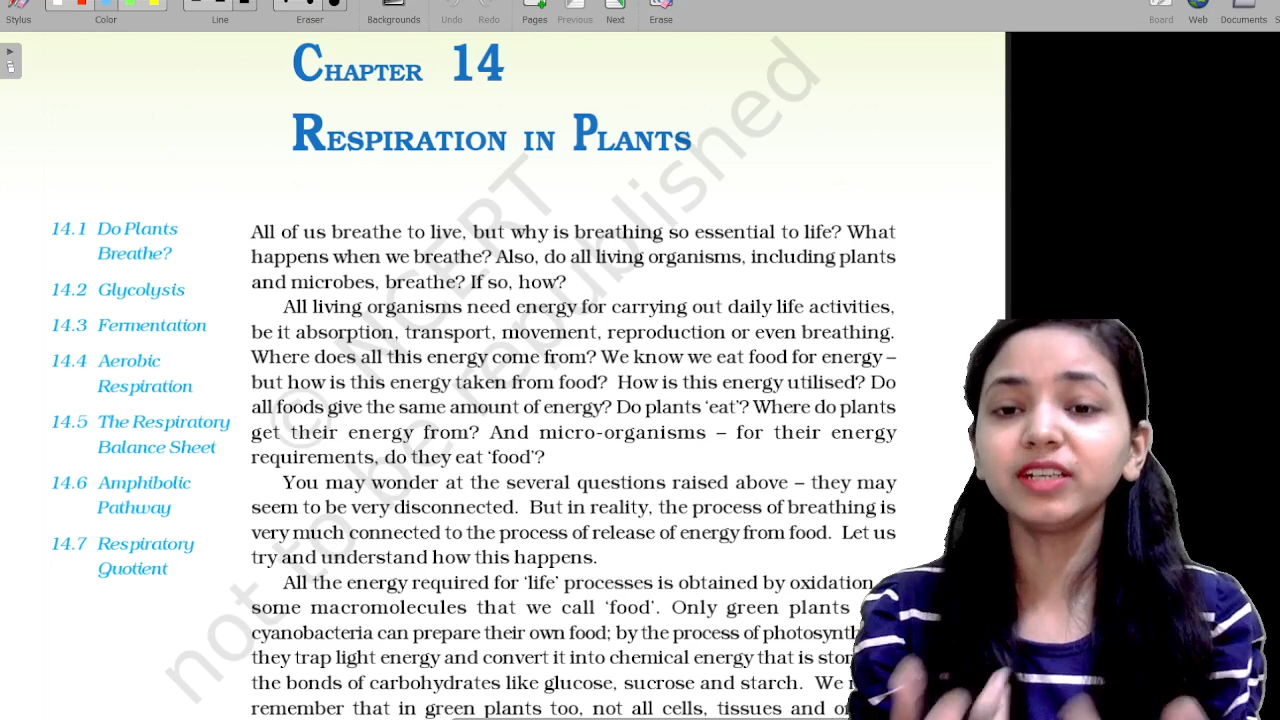 Stylus Color Line Eraser Backgrounds Undo Redo Pages Previous Next Erase Board Web Documents
CHAPTER 14
RESPIRATION IN PLANTS
14.1 Do Plants
Breathe?
14.2 Glycolysis
14.3 Fermentation
14.4 Aerobic
Respiration
14.5 The Respiratory
Balance Sheet
14.6 Amphibolic
Pathway
14.7 Respiratory
Quotient
All of us breathe to live, but why is breathing so essential to life? What
happens when we breathe? Also, do all living organisms, including plants
and microbes, breathe? If so, how?
All living organisms need energy for carrying out daily life activities,
be it absorption, transport, movement, reproduction or even breathing.
Where does all this energy come from? We know we eat food for energy –
but how is this energy taken from food? How is this energy utilised? Do
all foods give the same amount of energy? Do plants ‘eat’? Where do plants
get their energy from? And micro-organisms – for their energy
requirements, do they eat ‘food’?
You may wonder at the several questions raised above – they may
seem to be very disconnected. But in reality, the process of breathing is
very much connected to the process of release of energy from food. Let us
try and understand how this happens.
All the energy required for ‘life’ processes is obtained by oxidation
some macromolecules that we call ‘food’. Only green plants
cyanobacteria can prepare their own food; by the process of
they trap light energy and convert it into chemical energy that is
the bonds of carbohydrates like glucose, sucrose and starch. We
remember that in green plants too, not all cells, tissues and
© NCERT
not to be republished